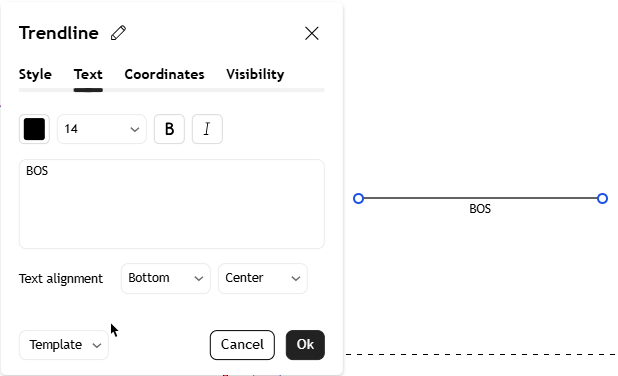 Trendline
Style Text Coordinates Visibility
14 B I
BOS
BOS
Text alignment Bottom Center
Template Cancel Ok